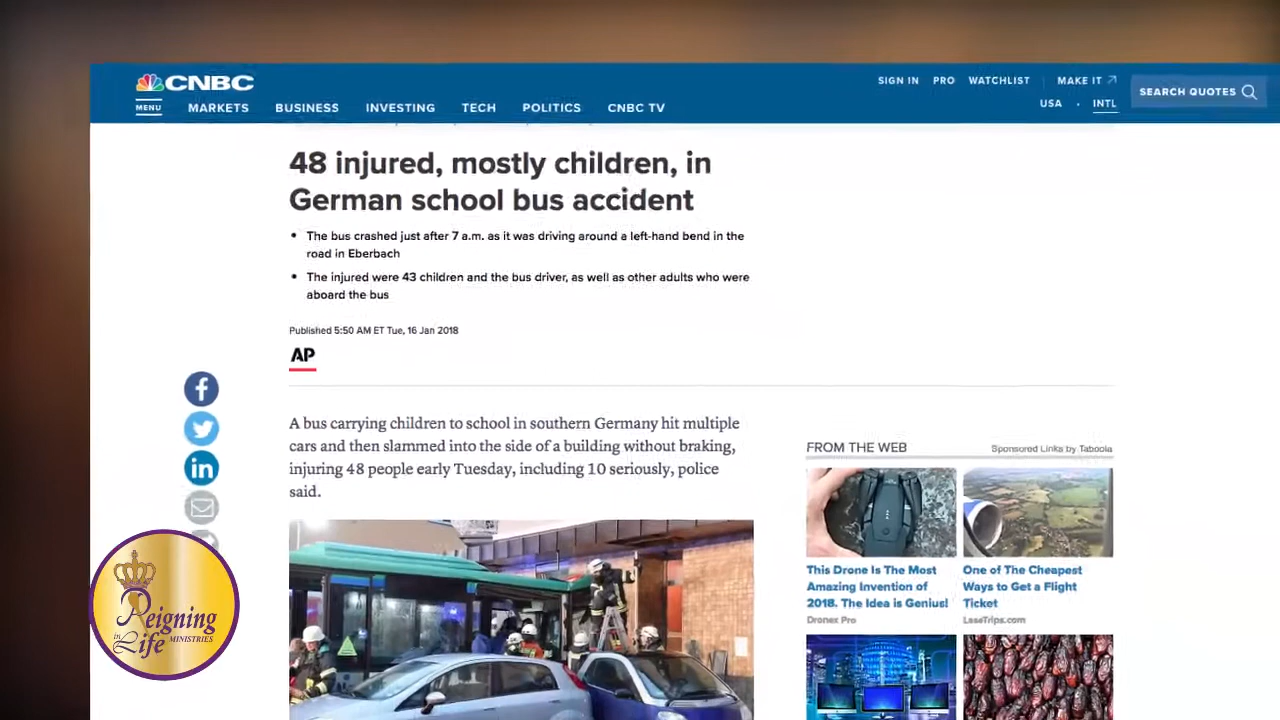 CNBC
SIGN IN PRO WATCHLIST MAKE IT
USA · INTL
SEARCH QUOTES
MENU MARKETS BUSINESS INVESTING TECH POLITICS CNBC TV
48 injured, mostly children, in
German school bus accident
• The bus crashed just after 7 a.m. as it was driving around a left-hand bend in the
road in Eberbach
• The injured were 43 children and the bus driver, as well as other adults who were
aboard the bus
Published 5:50 AM ET Tue, 16 Jan 2018
AP
A bus carrying children to school in southern Germany hit multiple
cars and then slammed into the side of a building without braking,
injuring 48 people early Tuesday, including 10 seriously, police
said.
FROM THE WEB
Sponsored Links by Taboola
This Drone Is The Most
Amazing Invention of
2018. The Idea is Genius!
Dronex Pro
One of The Cheapest
Ways to Get a Flight
Ticket
LssTrips.com
Reigning
in Life
MINISTRIES